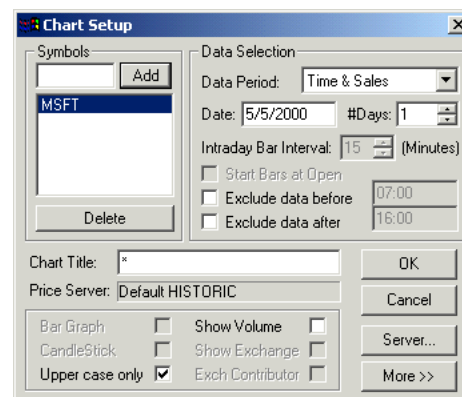 Chart Setup
Symbols
Add
MSFT
Delete
Data Selection
Data Period: Time & Sales
Date: 5/5/2000 #Days: 1
Intraday Bar Interval: 15 (Minutes)
Start Bars at Open
Exclude data before 07:00
Exclude data after 16:00
Chart Title: *
Price Server: Default HISTORIC
Bar Graph Show Volume
CandleStick Show Exchange
Upper case only Exch Contributor
OK
Cancel
Server...
More >>